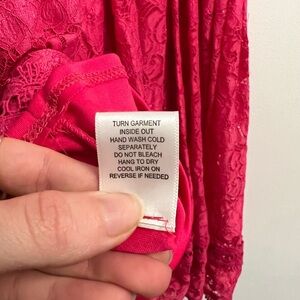 TURN GARMENT
INSIDE OUT
HAND WASH COLD
SEPARATELY
DO NOT BLEACH
HANG TO DRY
COOL IRON ON
REVERSE IF NEEDED